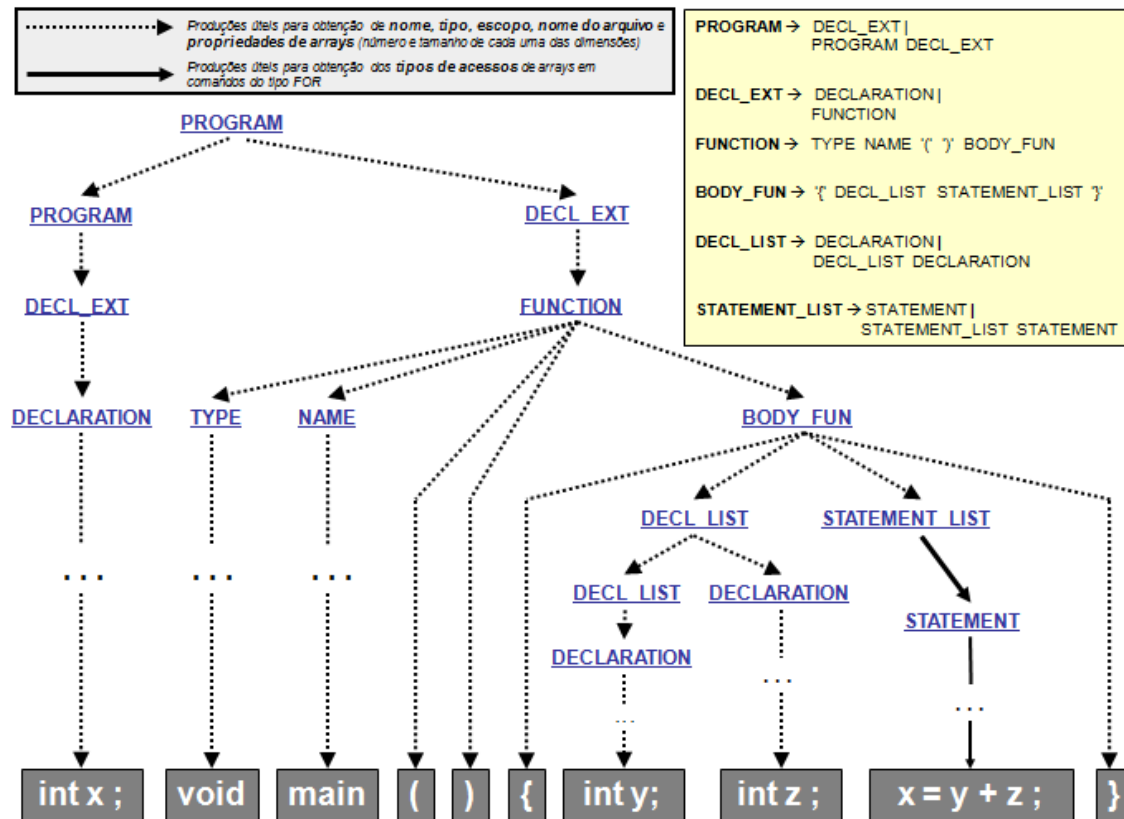 Produções úteis para obtenção de nome, tipo, escopo, nome do arquivo e
propriedades de arrays (número e tamanho de cada uma das dimensões)
Produções úteis para obtenção dos tipos de acessos de arrays em
comandos do tipo FOR
PROGRAM → DECL_EXT |
PROGRAM DECL_EXT
DECL_EXT → DECLARATION |
FUNCTION
FUNCTION → TYPE NAME '(' ')' BODY_FUN
BODY_FUN → '{' DECL_LIST STATEMENT_LIST '}'
DECL_LIST → DECLARATION |
DECL_LIST DECLARATION
STATEMENT_LIST → STATEMENT |
STATEMENT_LIST STATEMENT
PROGRAM
PROGRAM DECL_EXT
DECL_EXT FUNCTION
DECLARATION TYPE NAME BODY_FUN
DECL_LIST STATEMENT_LIST
... ... ...
DECL_LIST DECLARATION
STATEMENT
DECLARATION
...
... ...
int x ; void main ( ) { int y; int z ; x = y + z ; }